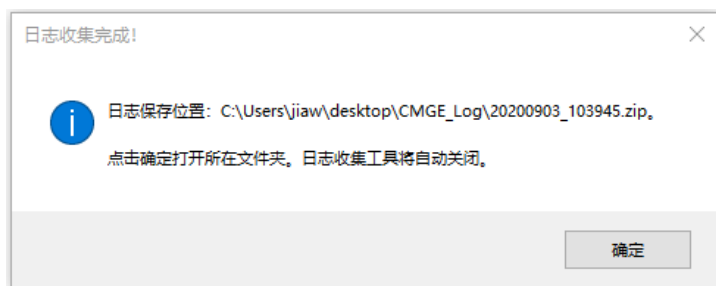 日志收集完成!
日志保存位置：C:\Users\jiaw\desktop\CMGE_Log\20200903_103945.zip。
点击确定打开所在文件夹。日志收集工具将自动关闭。
确定